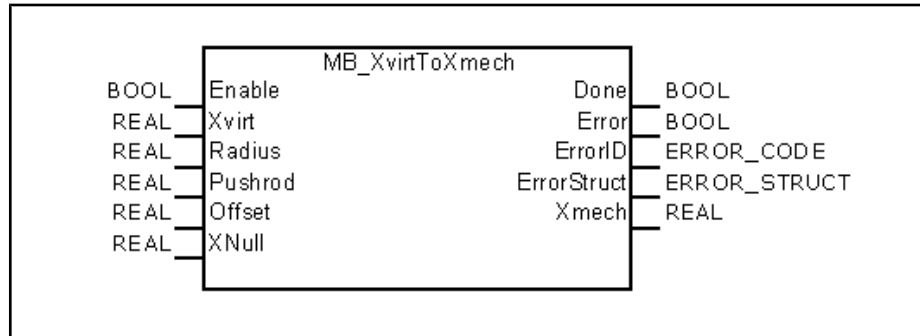 MB_XvirtToXmech
BOOL Enable Done BOOL
REAL Xvirt Error BOOL
REAL Radius ErrorID ERROR_CODE
REAL Pushrod ErrorStruct ERROR_STRUCT
REAL Offset Xmech REAL
REAL XNull